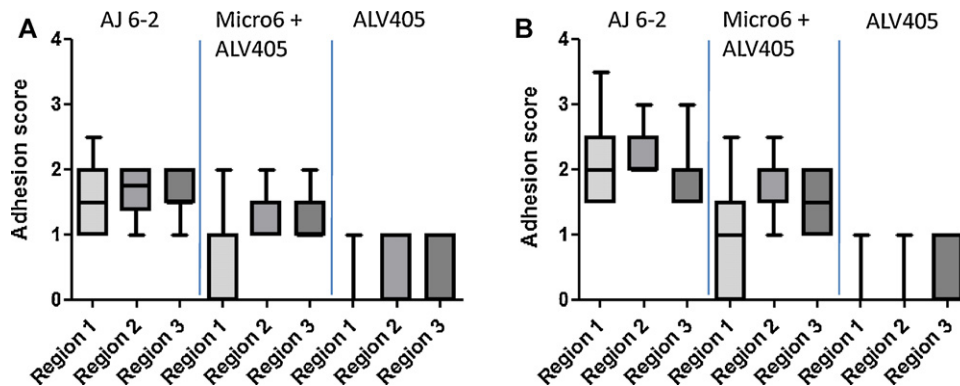 A
AJ 6-2
Micro6 +
ALV405
ALV405
Adhesion score
4
3
2
1
0
Region 1
Region 2
Region 3
Region 1
Region 2
Region 3
Region 1
Region 2
Region 3
B
AJ 6-2
Micro6 +
ALV405
ALV405
Adhesion score
4
3
2
1
0
Region 1
Region 2
Region 3
Region 1
Region 2
Region 3
Region 1
Region 2
Region 3